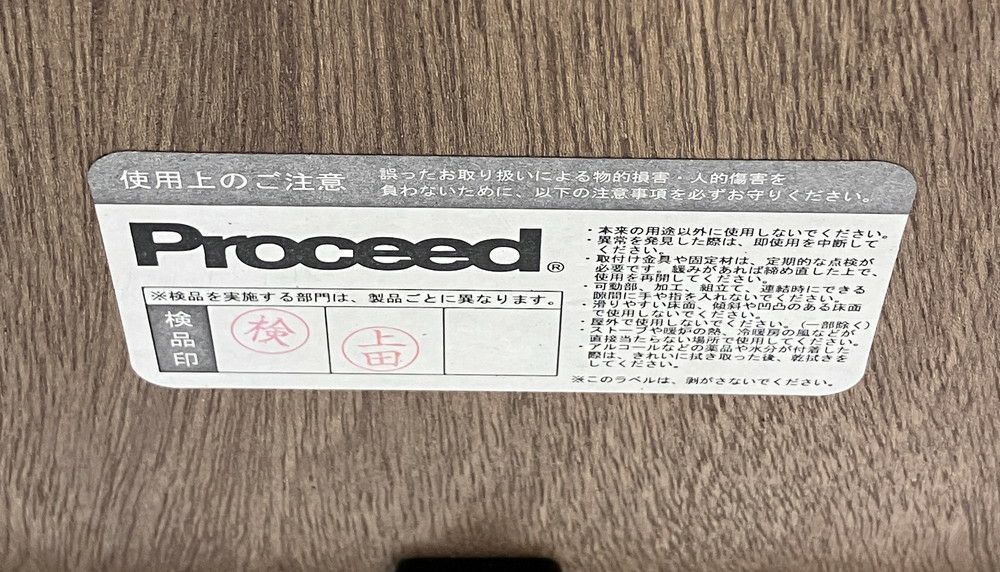 使用上のご注意
誤ったお取り扱いによる物的損害・人的傷害を
負わないために、以下の注意事項を必ずお守りください。
Proceed®
※検品を実施する部門は、製品ごとに異なります。
検品印
検
上田
・本来の用途以外に使用しないでください。
・異常を発見した際は、即使用を中断して
ください。
・取付け金具や固定材は、定期的な点検が
必要です。緩みがあれば締め直した上で、
使用を再開してください。
・可動部、加工、組立て、連結時にできる
隙間に手や指を入れないでください。
・滑りやすい床面、傾斜や凹凸のある床面
で使用しないでください。
・屋外で使用しないでください。(一部除く)
・ストーブや暖炉の熱、冷暖房の風などが
直接当たらない場所で使用してください。
・アルコールなどの薬品や水分が付着した
際は、きれいに拭き取った後、乾拭きを
してください。
※このラベルは、剥がさないでください。